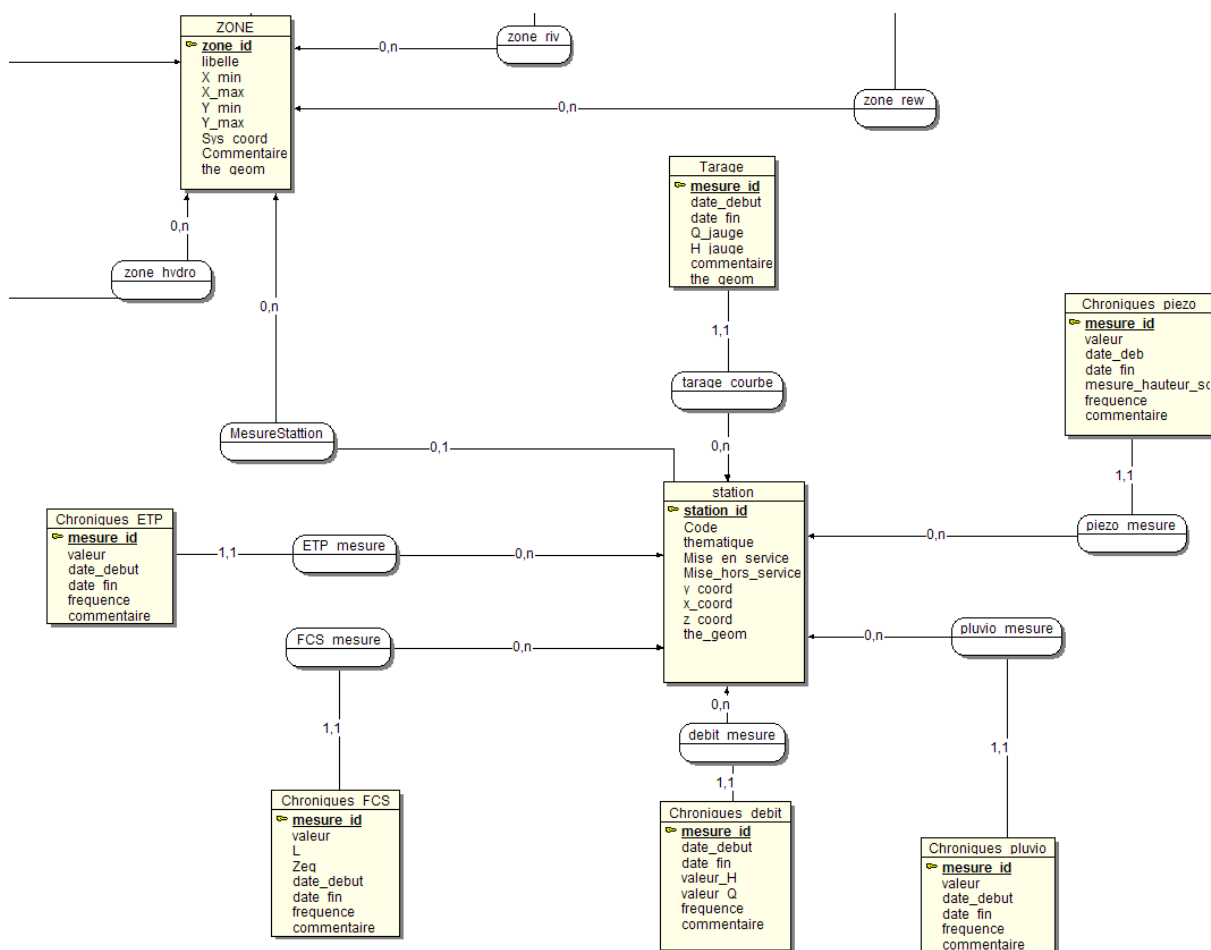 ZONE
zone_id
libelle
X_min
X_max
Y_min
Y_max
Sys_coord
Commentaire
the_geom
0,n
zone_riv
0,n
zone_rew
0,n
zone_hydro
0,n
Tarage
mesure_id
date_debut
date_fin
Q_jauge
H_jauge
commentaire
the_geom
1,1
tarage_courbe
0,n
Chroniques_piezo
mesure_id
valeur
date_deb
date_fin
mesure_hauteur_so
frequence
commentaire
1,1
piezo_mesure
0,n
MesureStattion
0,1
station
station_id
Code
thematique
Mise_en_service
Mise_hors_service
y_coord
x_coord
z_coord
the_geom
Chroniques_ETP
mesure_id
valeur
date_debut
date_fin
frequence
commentaire
1,1
ETP_mesure
0,n
FCS_mesure
0,n
1,1
pluvio_mesure
0,n
1,1
0,n
debit_mesure
1,1
Chroniques_FCS
mesure_id
valeur
L
Zeq
date_debut
date_fin
frequence
commentaire
Chroniques_debit
mesure_id
date_debut
date_fin
valeur_H
valeur_Q
frequence
commentaire
Chroniques_pluvio
mesure_id
valeur
date_debut
date_fin
frequence
commentaire